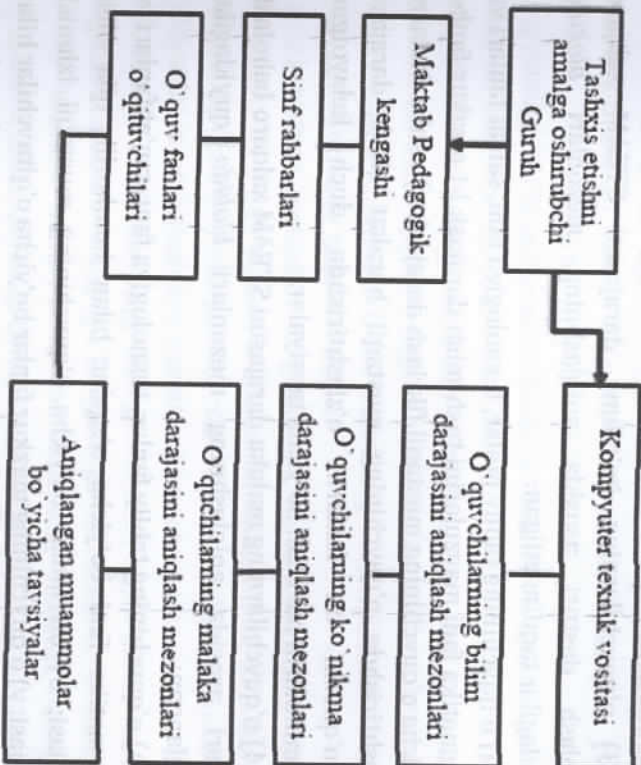 Tashxis etishni
amalga oshirubchi
Guruh
Maktab Pedagogik
kengashi
Sinf rahbarlari
O`quv fanlari
o`qituvchilari
Kompyuter texnik vositasi
O`quvchilarning bilim
darajasini aniqlash mezonlari
O`quvchilarning ko`nikma
darajasini aniqlash mezonlari
O`quchilarning malaka
darajasini aniqlash mezonlari
Aniqlangan muammolar
bo`yicha tavsiyalar